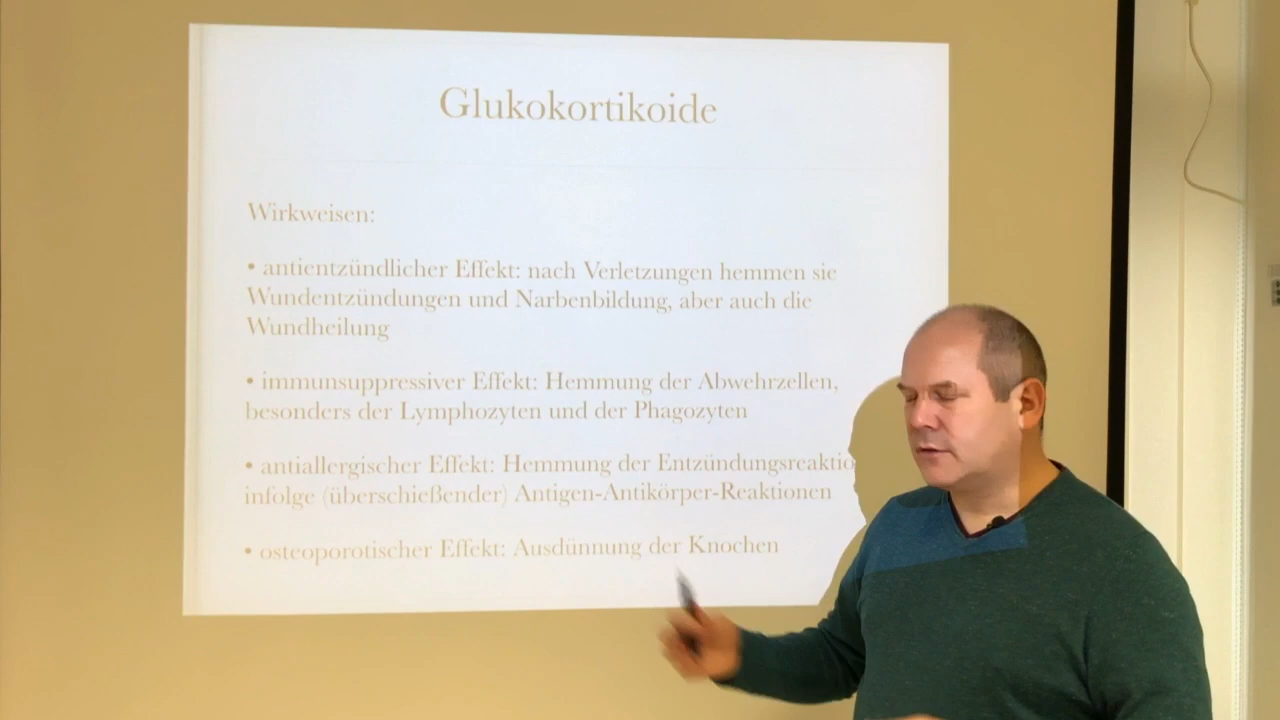 Glukokortikoide
Wirkweisen:
• antientzündlicher Effekt: nach Verletzungen hemmen sie
Wundentzündungen und Narbenbildung, aber auch die
Wundheilung
• immunsuppressiver Effekt: Hemmung der Abwehrzellen,
besonders der Lymphozyten und der Phagozyten
• antiallergischer Effekt: Hemmung der Entzündungsreaktio
infolge (überschießender) Antigen-Antikörper-Reaktionen
• osteoporotischer Effekt: Ausdünnung der Knochen